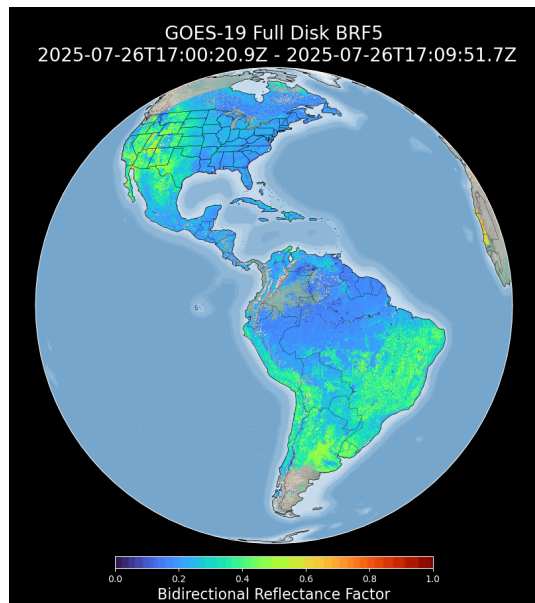 GOES-19 Full Disk BRF5
2025-07-26T17:00:20.9Z - 2025-07-26T17:09:51.7Z
0.0 0.2 0.4 0.6 0.8 1.0
Bidirectional Reflectance Factor